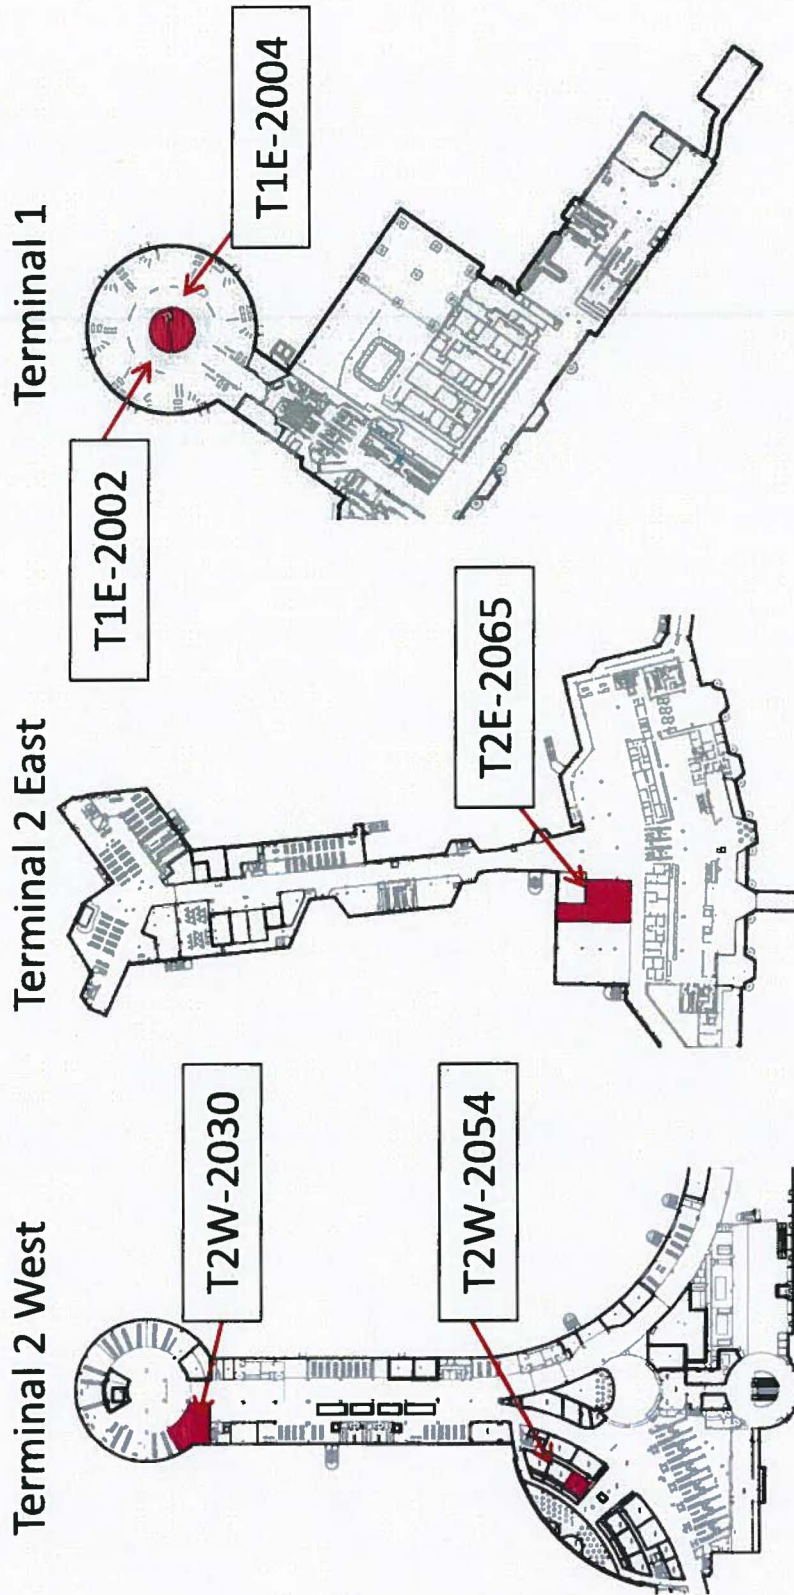 Terminal 2 West
Terminal 2 East
Terminal 1
T2W-2030
T2W-2054
T2E-2065
T1E-2002
T1E-2004